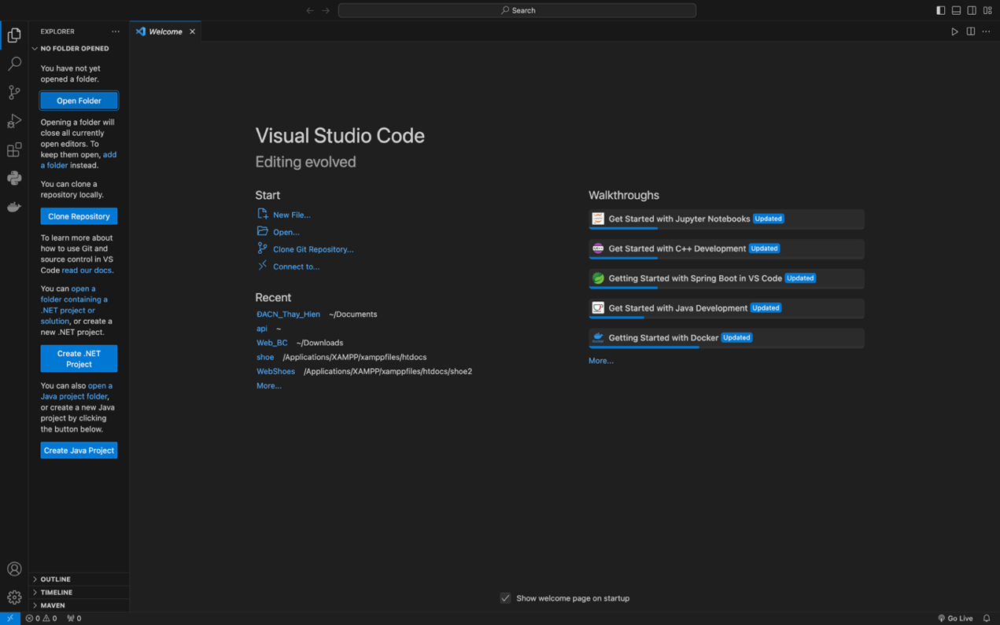 Search
EXPLORER
Welcome
NO FOLDER OPENED
You have not yet
opened a folder.
Open Folder
Opening a folder will
close all currently
open editors. To
keep them open, add
a folder instead.
You can clone a
repository locally.
Clone Repository
To learn more about
how to use Git and
source control in VS
Code read our docs.
You can open a
folder containing a
.NET project or
solution, or create a
new .NET project.
Create .NET
Project
You can also open a
Java project folder,
or create a new Java
project by clicking
the button below.
Create Java Project
OUTLINE
TIMELINE
MAVEN
Visual Studio Code
Editing evolved
Start
New File...
Open...
Clone Git Repository...
Connect to...
Recent
ĐACN_Thay_Hien ~/Documents
api ~
Web_BC ~/Downloads
shoe /Applications/XAMPP/xamppfiles/htdocs
WebShoes /Applications/XAMPP/xamppfiles/htdocs/shoe2
More...
Walkthroughs
Get Started with Jupyter Notebooks Updated
Get Started with C++ Development Updated
Getting Started with Spring Boot in VS Code Updated
Get Started with Java Development Updated
Getting Started with Docker Updated
More...
Show welcome page on startup
0 0 0
Go Live